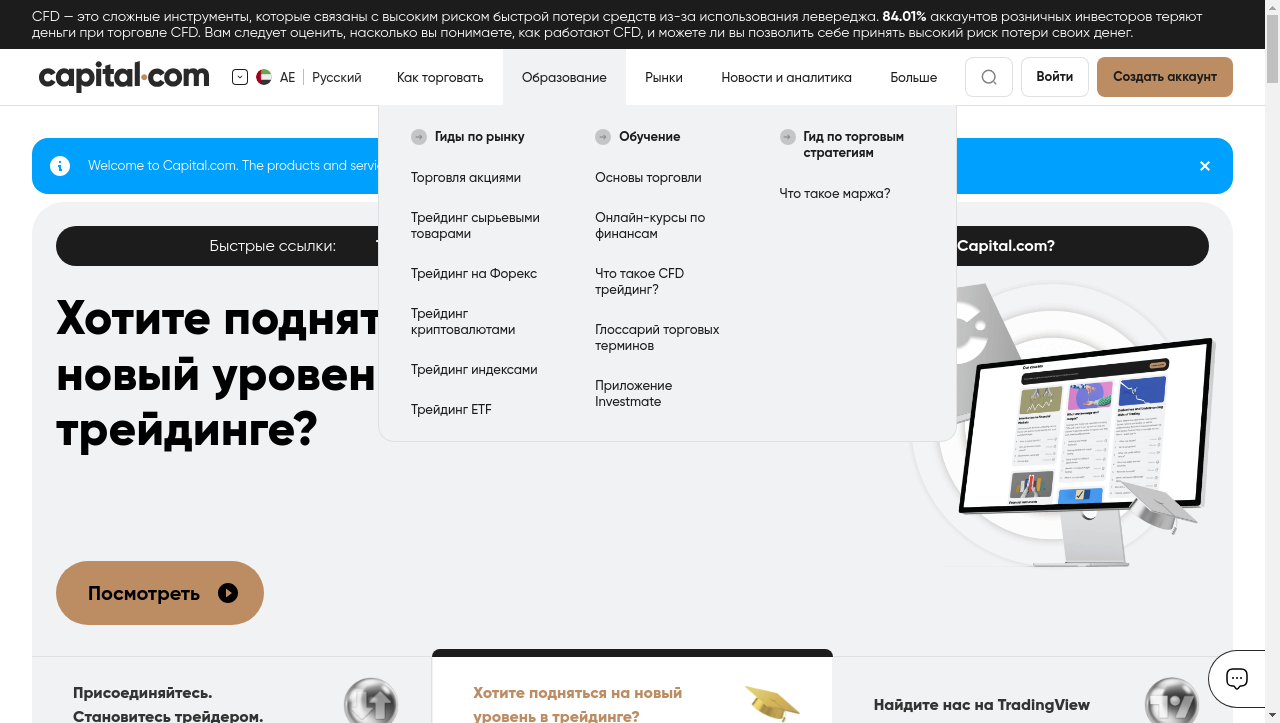 CFD — это сложные инструменты, которые связаны с высоким риском быстрой потери средств из-за использования левереджа. 84.01% аккаунтов розничных инвесторов теряют
деньги при торговле CFD. Вам следует оценить, насколько вы понимаете, как работают CFD, и можете ли вы позволить себе принять высокий риск потери своих денег.
capital.com
AE
Русский
Как торговать
Образование
Рынки
Новости и аналитика
Больше
Войти
Создать аккаунт
Гиды по рынку
Торговля акциями
Трейдинг сырьевыми
товарами
Трейдинг на Форекс
Трейдинг
криптовалютами
Трейдинг индексами
Трейдинг ETF
Обучение
Основы торговли
Онлайн-курсы по
финансам
Что такое CFD
трейдинг?
Глоссарий торговых
терминов
Приложение
Investmate
Гид по торговым
стратегиям
Что такое маржа?
Welcome to Capital.com. The products and
Быстрые ссылки:
Capital.com?
Хотите поднят
новый уровен
трейдинге?
Посмотреть
Присоединяйтесь.
Становитесь трейдером.
Хотите подняться на новый
уровень в трейдинге?
Найдите нас на TradingView